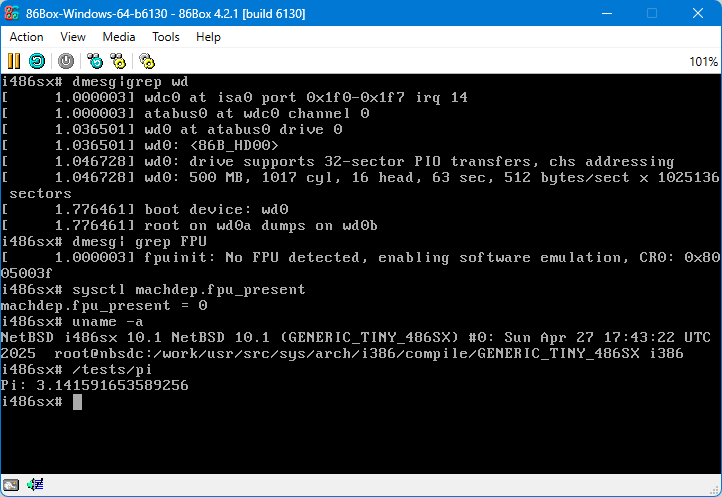 86Box-Windows-64-b6130 - 86Box 4.2.1 [build 6130]
Action View Media Tools Help
101%
i486sx# dmesg|grep wd
[     1.000003] wdc0 at isa0 port 0x1f0-0x1f7 irq 14
[     1.000003] atabus0 at wdc0 channel 0
[     1.036501] wd0 at atabus0 drive 0
[     1.036501] wd0: <86B_HD00>
[     1.046728] wd0: drive supports 32-sector PIO transfers, chs addressing
[     1.046728] wd0: 500 MB, 1017 cyl, 16 head, 63 sec, 512 bytes/sect x 1025136
 sectors
[     1.776461] boot device: wd0
[     1.776461] root on wd0a dumps on wd0b
i486sx# dmesg| grep FPU
[     1.000003] fpuinit: No FPU detected, enabling software emulation, CR0: 0x80
05003f
i486sx# sysctl machdep.fpu_present
machdep.fpu_present = 0
i486sx# uname -a
NetBSD i486sx 10.1 NetBSD 10.1 (GENERIC_TINY_486SX) #0: Sun Apr 27 17:43:22 UTC
2025  root@nbsdc:/work/usr/src/sys/arch/i386/compile/GENERIC_TINY_486SX i386
i486sx# /tests/pi
Pi: 3.141591653589256
i486sx#